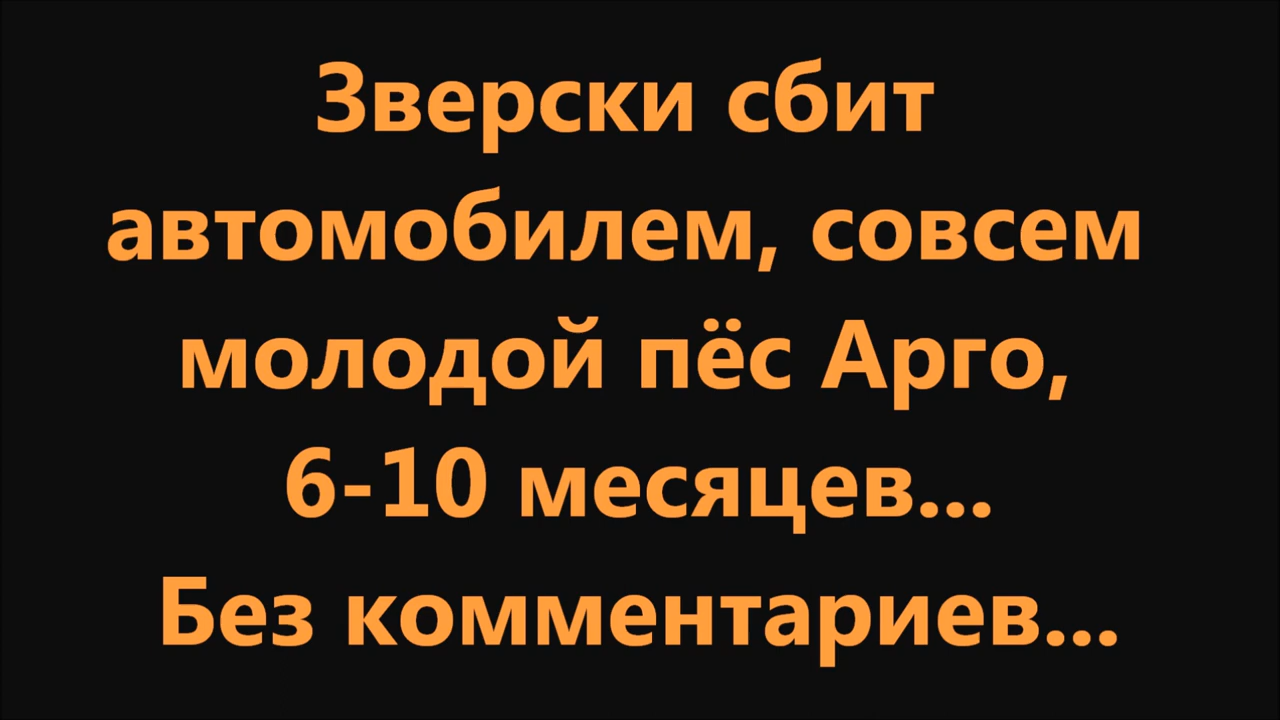 Зверски сбит
автомобилем, совсем
молодой пёс Арго,
6-10 месяцев...
Без комментариев...